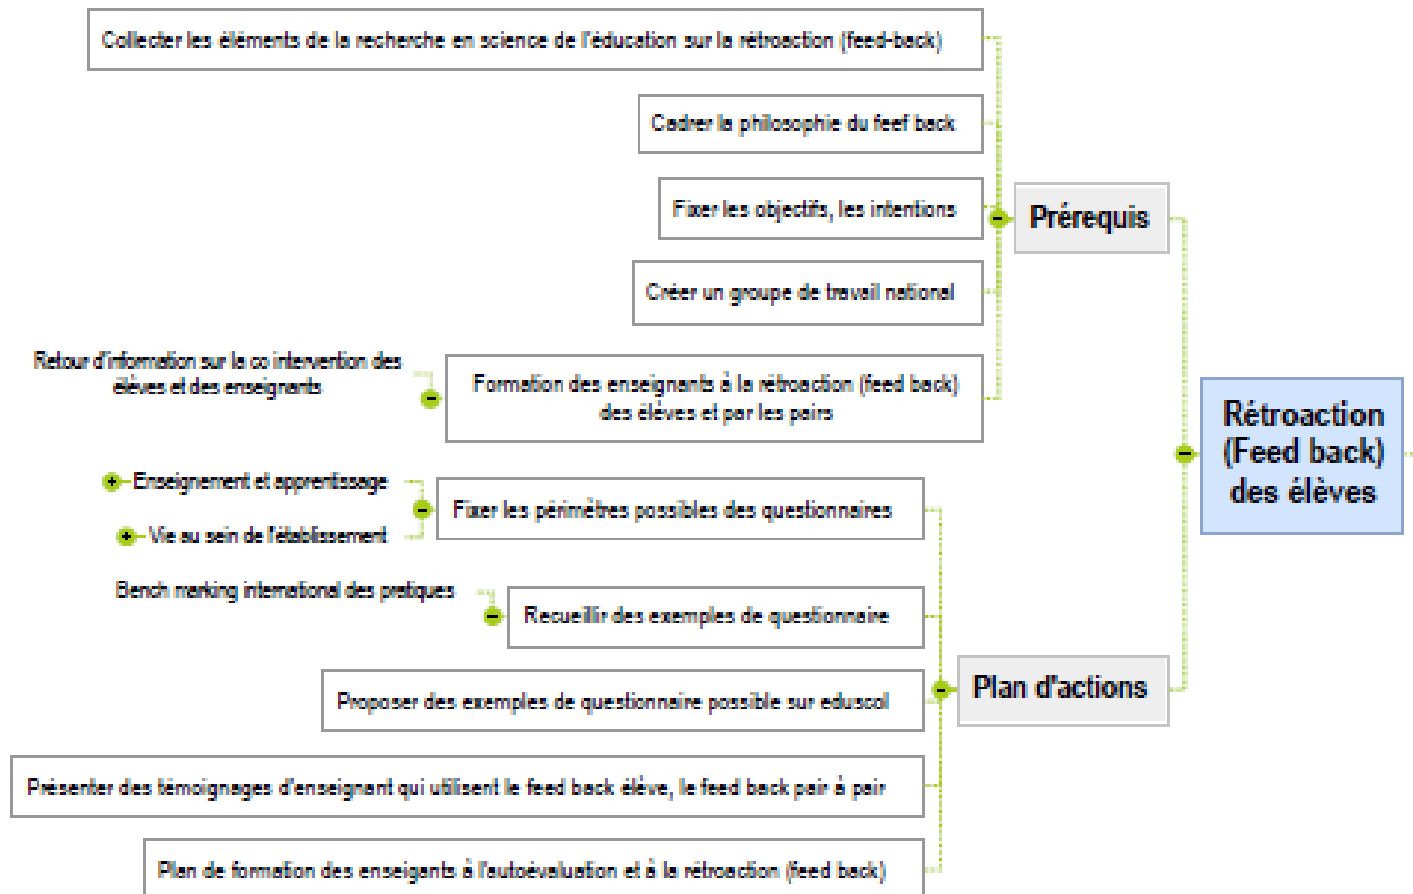 Collecter les éléments de la recherche en science de l'éducation sur la rétroaction (feed-back)
Cadrer la philosophie du feef back
Fixer les objectifs, les intentions
Prérequis
Créer un groupe de travail national
Retour d'information sur la co intervention des
élèves et des enseignants
Formation des enseignants à la rétroaction (feed back)
des élèves et par les pairs
Rétroaction
(Feed back)
des élèves
Enseignement et apprentissage
Fixer les périmètres possibles des questionnaires
Vie au sein de l'établissement
Bench marking international des pratiques
Recueillir des exemples de questionnaire
Plan d'actions
Proposer des exemples de questionnaire possible sur eduscol
Présenter des témoignages d'enseignant qui utilisent le feed back élève, le feed back pair à pair
Plan de formation des enseigants à l'autoévaluation et à la rétroaction (feed back)